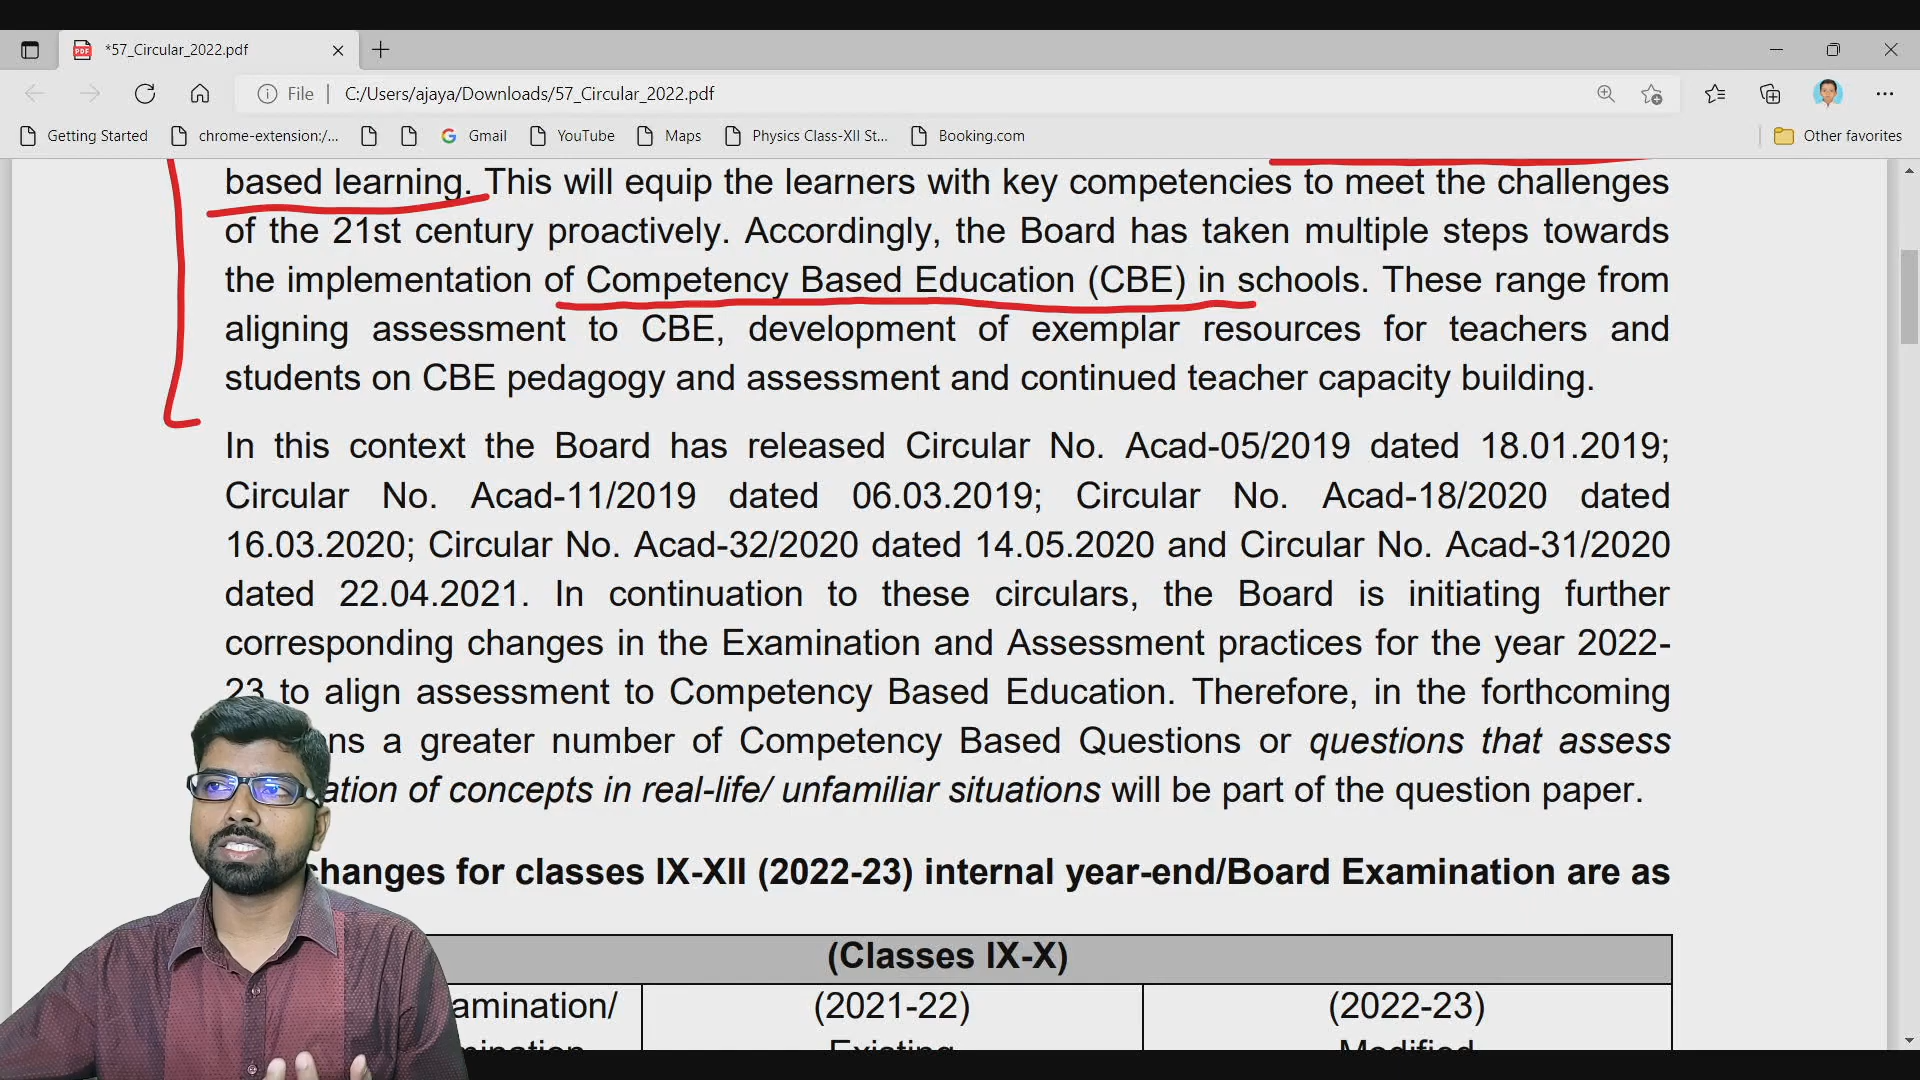 *57_Circular_2022.pdf
File | C:/Users/ajaya/Downloads/57_Circular_2022.pdf
Getting Started chrome-extension:/... Gmail YouTube Maps Physics Class-XII St... Booking.com Other favorites
based learning. This will equip the learners with key competencies to meet the challenges
of the 21st century proactively. Accordingly, the Board has taken multiple steps towards
the implementation of Competency Based Education (CBE) in schools. These range from
aligning assessment to CBE, development of exemplar resources for teachers and
students on CBE pedagogy and assessment and continued teacher capacity building.
In this context the Board has released Circular No. Acad-05/2019 dated 18.01.2019;
Circular No. Acad-11/2019 dated 06.03.2019; Circular No. Acad-18/2020 dated
16.03.2020; Circular No. Acad-32/2020 dated 14.05.2020 and Circular No. Acad-31/2020
dated 22.04.2021. In continuation to these circulars, the Board is initiating further
corresponding changes in the Examination and Assessment practices for the year 2022-
23 to align assessment to Competency Based Education. Therefore, in the forthcoming
ns a greater number of Competency Based Questions or questions that assess
ation of concepts in real-life/ unfamiliar situations will be part of the question paper.
changes for classes IX-XII (2022-23) internal year-end/Board Examination are as
(Classes IX-X)
amination/ (2021-22) (2022-23)
Existing Modified